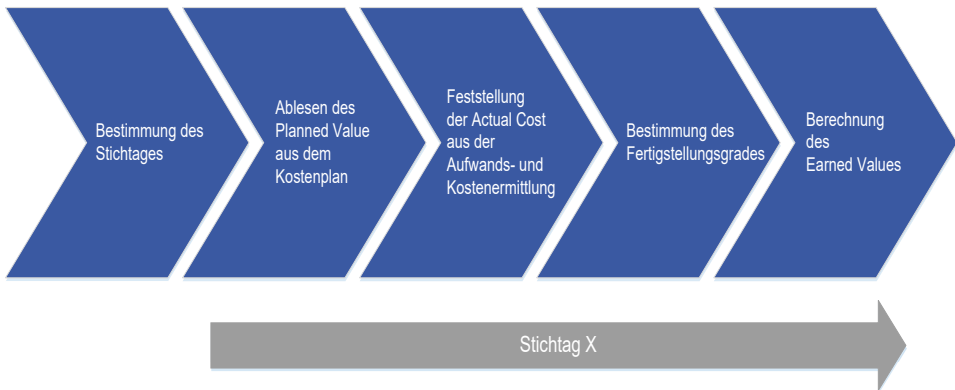 Bestimmung des
Stichtages
Ablesen des
Planned Value
aus dem
Kostenplan
Feststellung
der Actual Cost
aus der
Aufwands- und
Kostenermittlung
Bestimmung des
Fertigstellungsgrades
Berechnung
des
Earned Values
Stichtag X